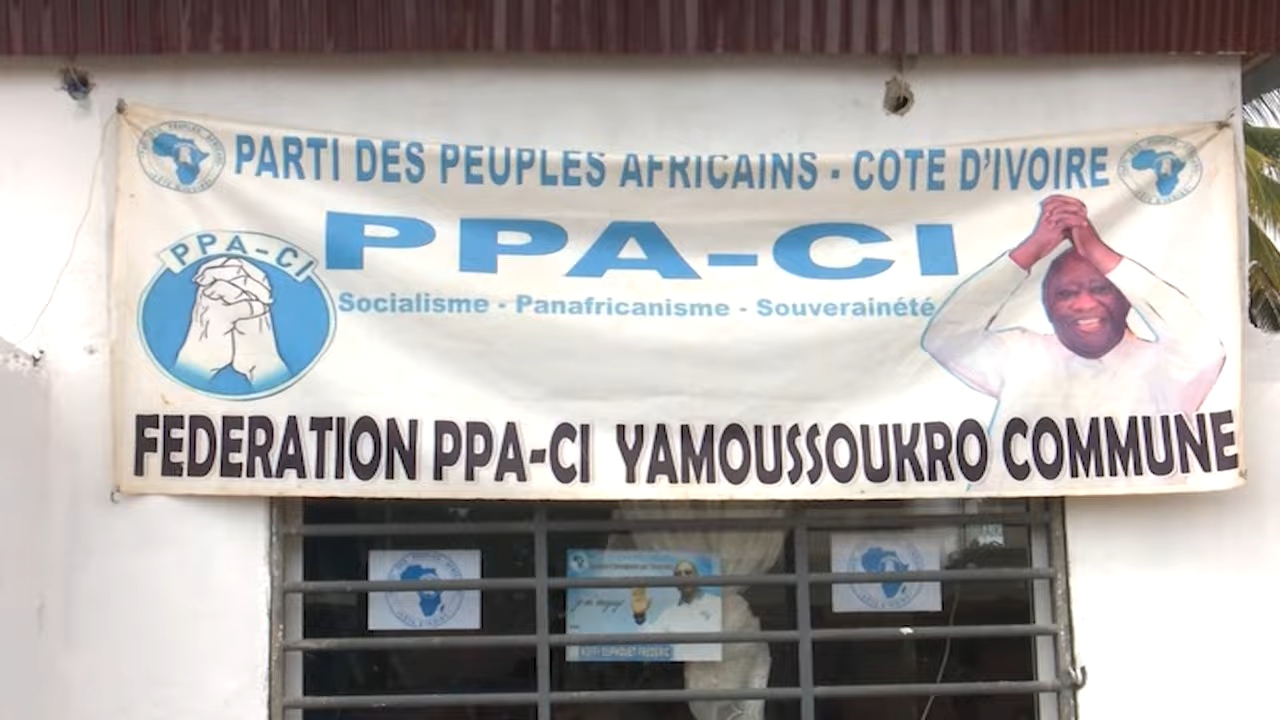 PARTI DES PEUPLES AFRICAINS - COTE D'IVOIRE
PPA-CI
PPA-CI
Socialisme - Panafricanisme - Souveraineté
FEDERATION PPA-CI YAMOUSSOUKRO COMMUNE